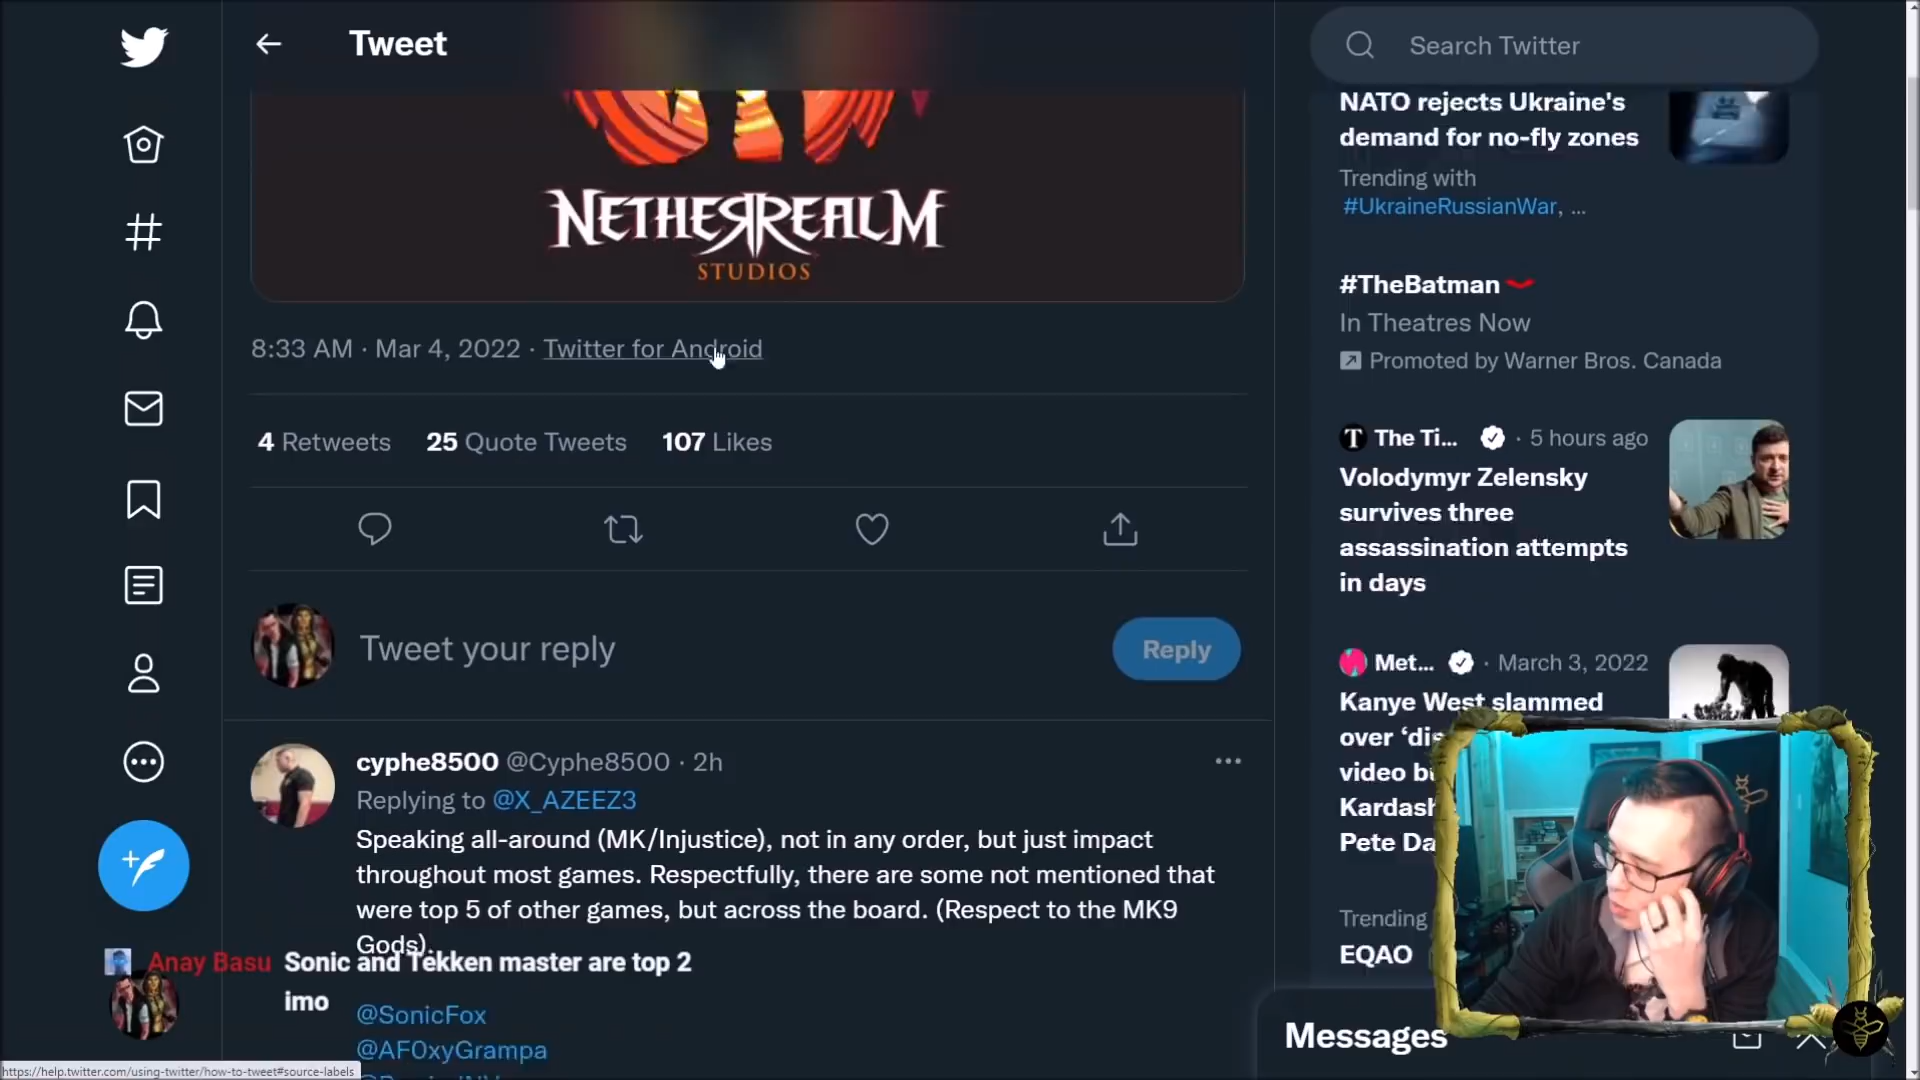 Tweet
Search Twitter
NETHERREALM
STUDIOS
8:33 AM · Mar 4, 2022 · Twitter for Android
4 Retweets 25 Quote Tweets 107 Likes
Tweet your reply
Reply
cyphe8500 @Cyphe8500 · 2h
Replying to @X_AZEEZ3
Speaking all-around (MK/Injustice), not in any order, but just impact
throughout most games. Respectfully, there are some not mentioned that
were top 5 of other games, but across the board. (Respect to the MK9
Gods).
@SonicFox
@AF0xyGrampa
Anay Basu Sonic and Tekken master are top 2
imo
https://help.twitter.com/using-twitter/how-to-tweet#source-labels
NATO rejects Ukraine's
demand for no-fly zones
Trending with
#UkraineRussianWar, ...
#TheBatman
In Theatres Now
Promoted by Warner Bros. Canada
The Ti... · 5 hours ago
Volodymyr Zelensky
survives three
assassination attempts
in days
Met... · March 3, 2022
Kanye West slammed
over
video
Pete
Trending
EQAO
Messages